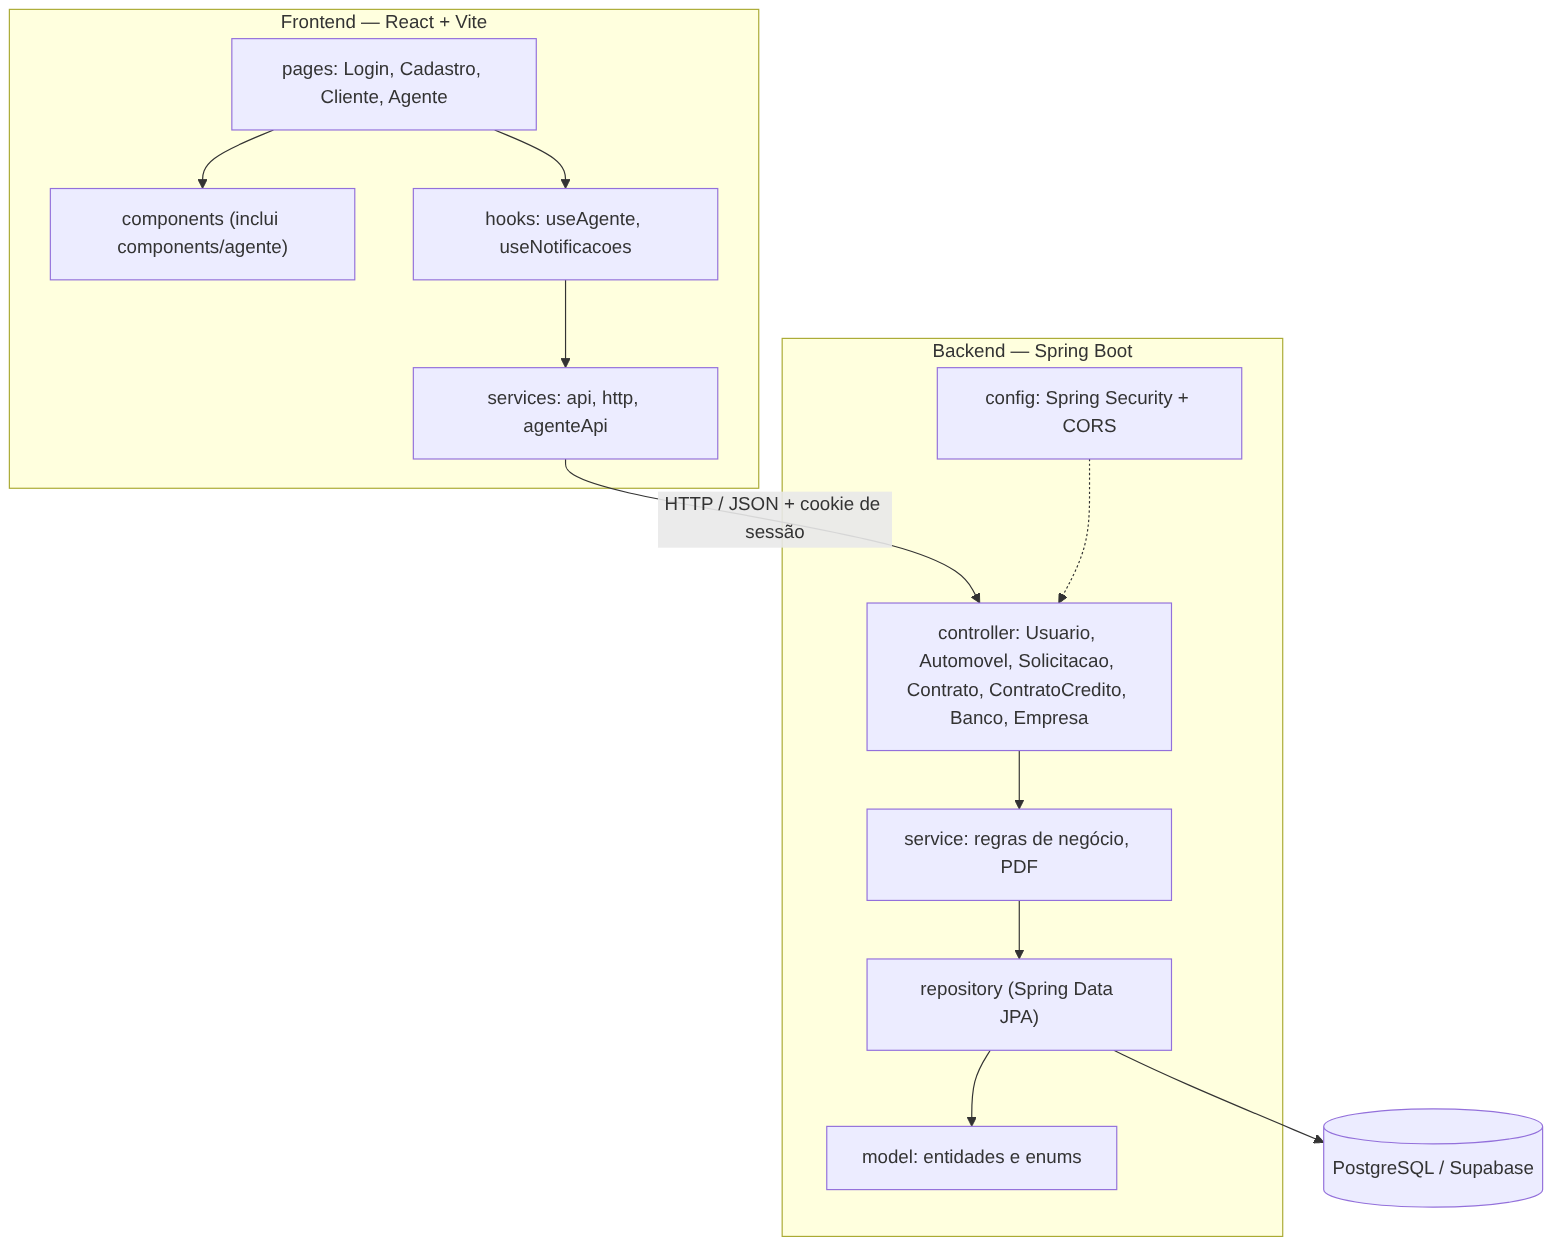 Frontend — React + Vite
pages: Login, Cadastro,
Cliente, Agente
components (inclui
components/agente)
hooks: useAgente,
useNotificacoes
services: api, http,
agenteApi
HTTP / JSON + cookie de
sessão
Backend — Spring Boot
config: Spring Security +
CORS
controller: Usuario,
Automovel, Solicitacao,
Contrato, ContratoCredito,
Banco, Empresa
service: regras de negócio,
PDF
repository (Spring Data
JPA)
model: entidades e enums
PostgreSQL / Supabase